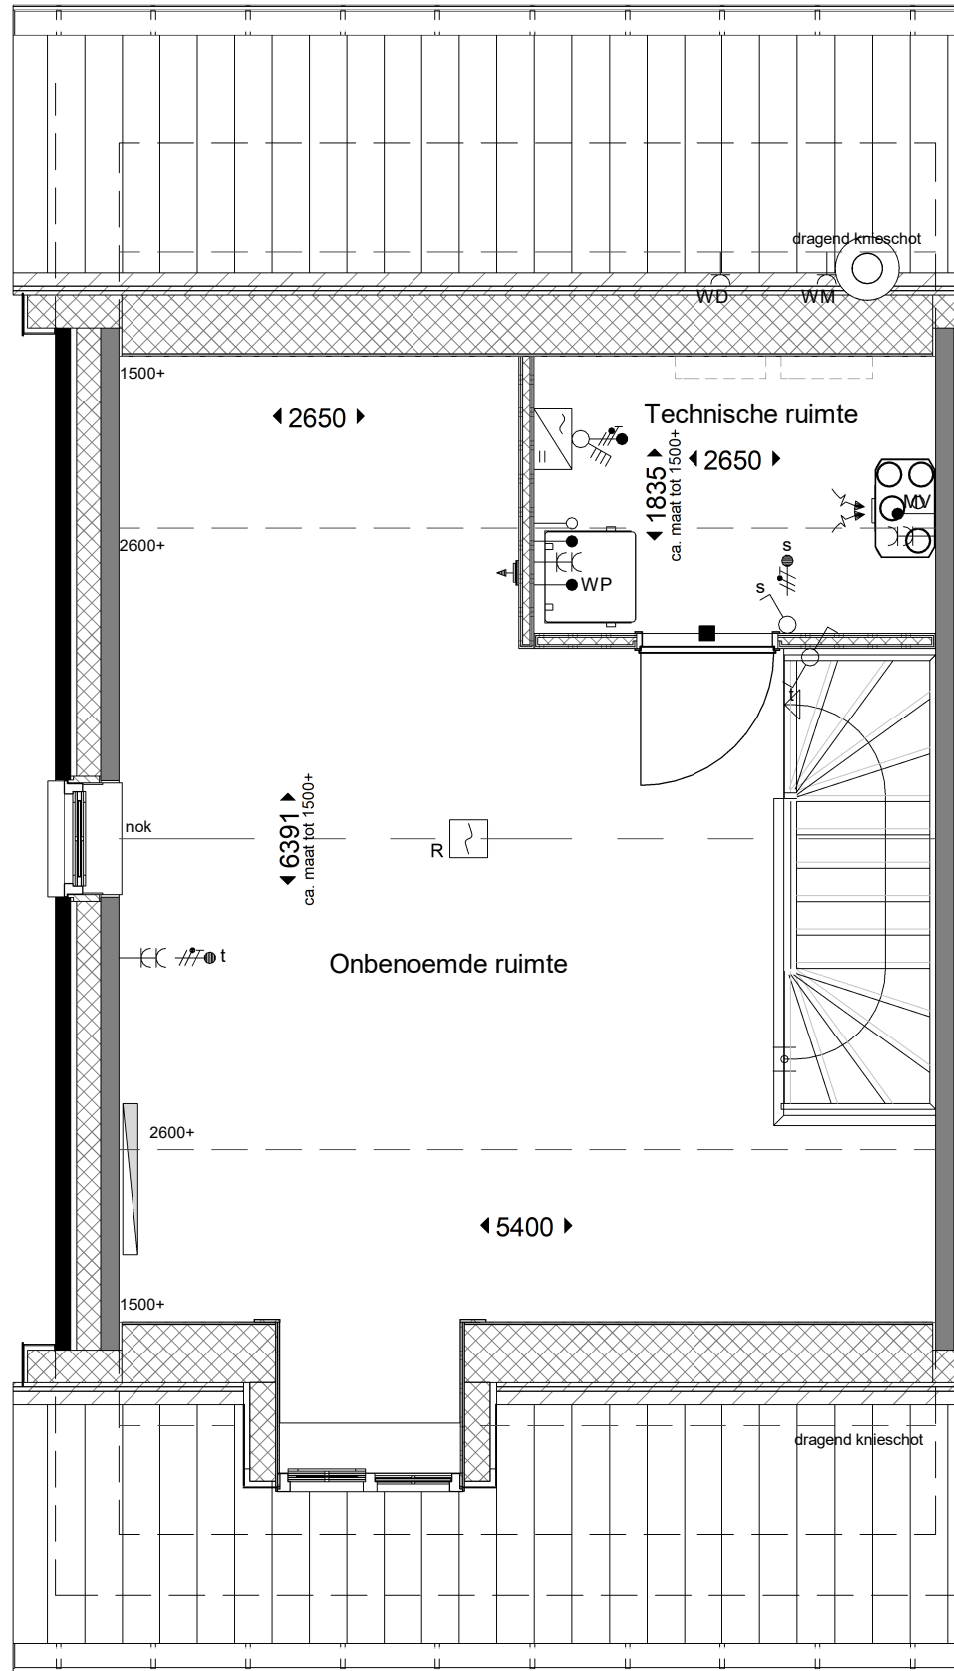 dragend knieschot
WD
WM
1500+
2650
Technische ruimte
1835
ca. maat tot 1500+
2650
MV
2600+
s
WP
s
t
nok
6391
ca. maat tot 1500+
R
t
Onbenoemde ruimte
2600+
5400
1500+
dragend knieschot